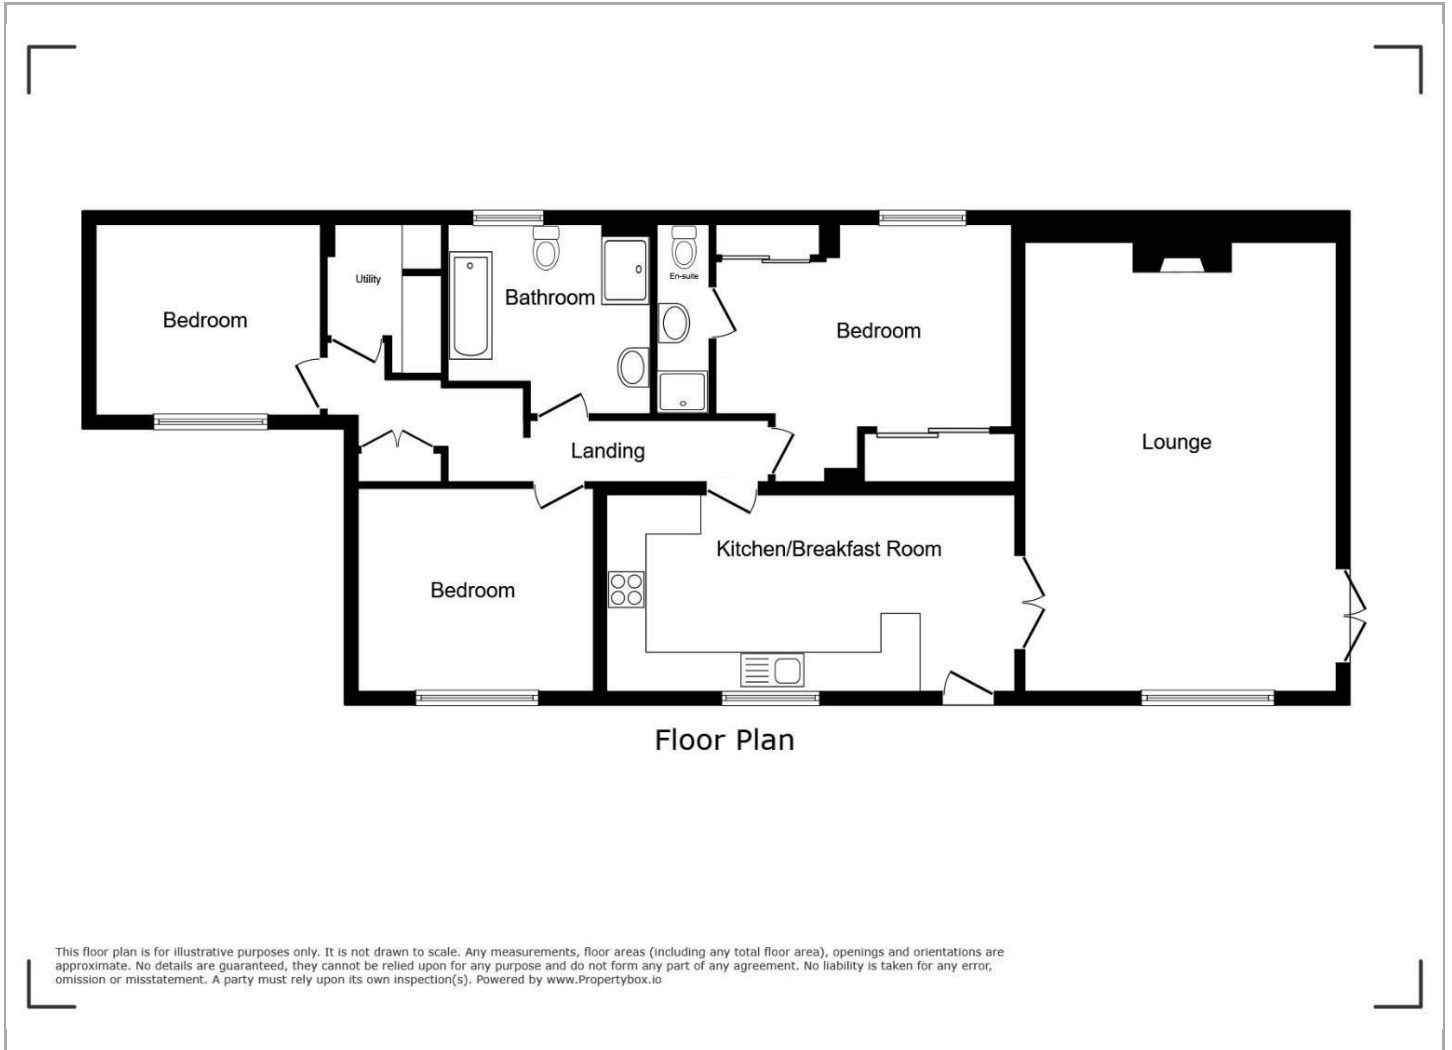 Utility
En-suite
Bathroom
Bedroom
Bedroom
Lounge
Landing
Kitchen/Breakfast Room
Bedroom
Floor Plan
This floor plan is for illustrative purposes only. It is not drawn to scale. Any measurements, floor areas (including any total floor area), openings and orientations are
approximate. No details are guaranteed, they cannot be relied upon for any purpose and do not form any part of any agreement. No liability is taken for any error,
omission or misstatement. A party must rely upon its own inspection(s). Powered by www.Propertybox.io